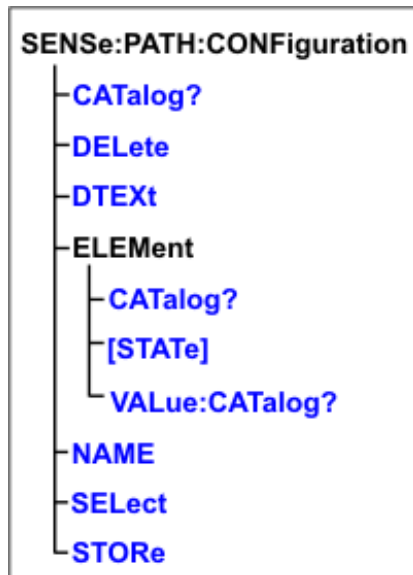 SENSe:PATH:CONFiguration
CATalog?
DELete
DTEXt
ELEMent
CATalog?
[STATe]
VALue:CATalog?
NAME
SELect
STORe